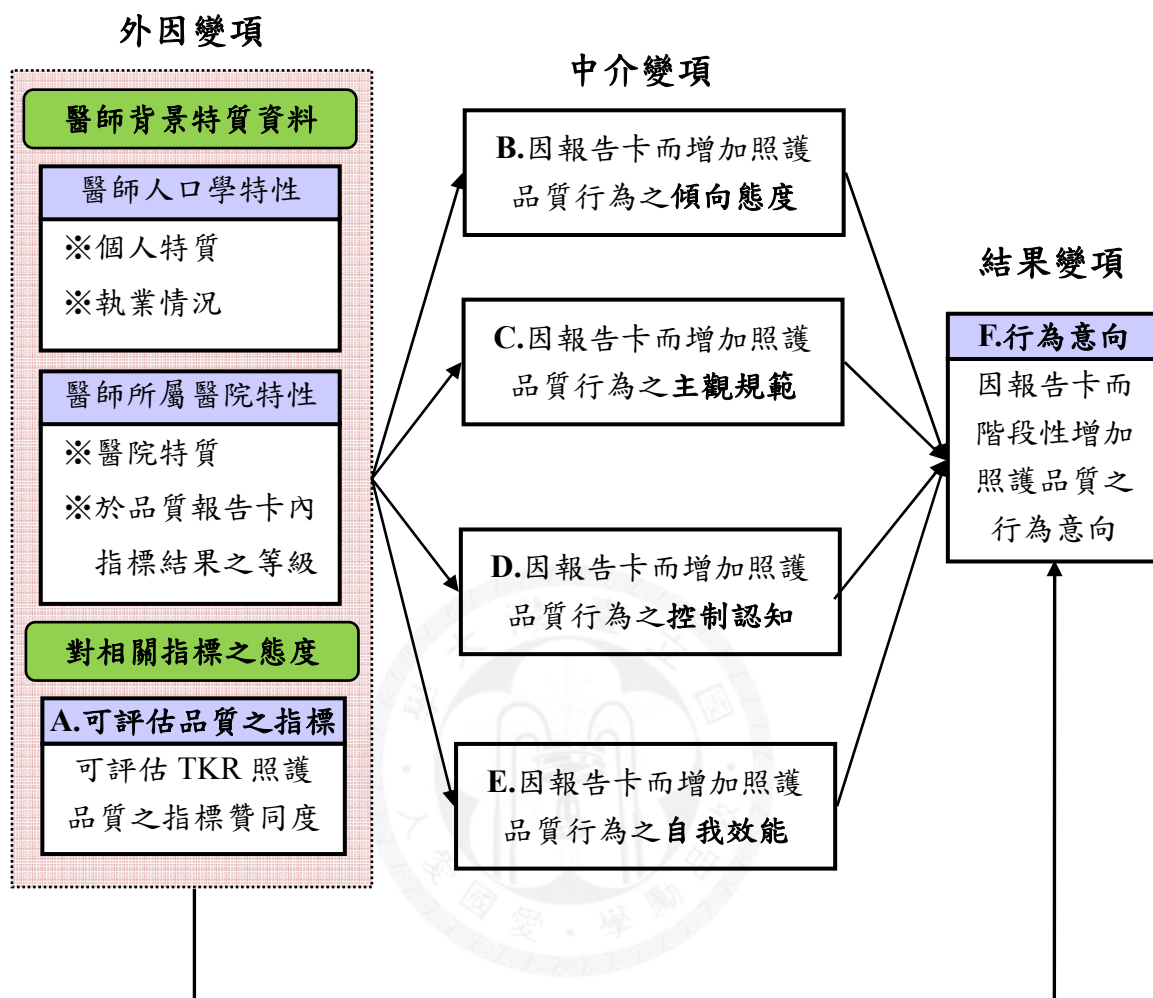 外因變項
醫師背景特質資料
醫師人口學特性
※個人特質
※執業情況
醫師所屬醫院特性
※醫院特質
※於品質報告卡內
指標結果之等級
對相關指標之態度
A.可評估品質之指標
可評估 TKR 照護
品質之指標贊同度
中介變項
B.因報告卡而增加照護
品質行為之傾向態度
C.因報告卡而增加照護
品質行為之主觀規範
D.因報告卡而增加照護
品質行為之控制認知
E.因報告卡而增加照護
品質行為之自我效能
結果變項
F.行為意向
因報告卡而
階段性增加
照護品質之
行為意向